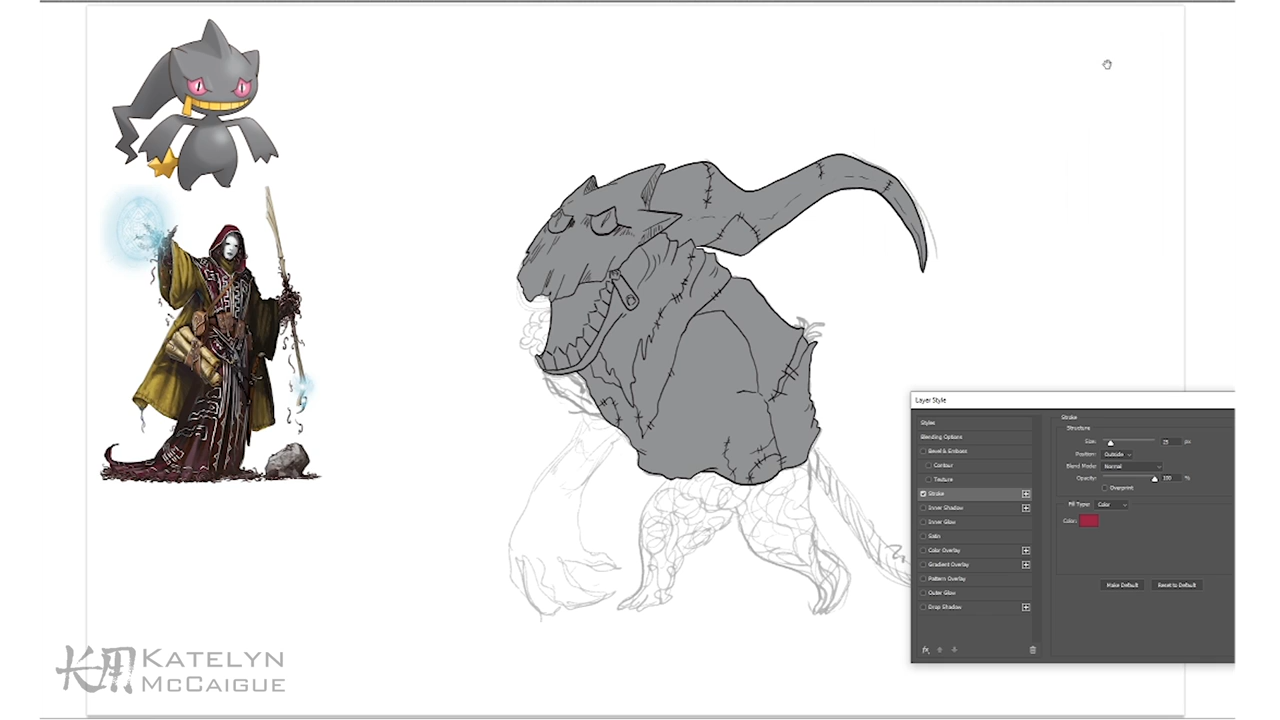 Layer Style
Styles
Blending Options
Bevel & Emboss
Contour
Texture
Stroke
Inner Shadow
Inner Glow
Satin
Color Overlay
Gradient Overlay
Pattern Overlay
Outer Glow
Drop Shadow
fx
Stroke
Structure
Size: px
Position: Outside
Blend Mode: Normal
Opacity: 100 %
Overprint
Fill Type: Color
Color:
Make Default Reset to Default
KATELYN
MCCAIGUE